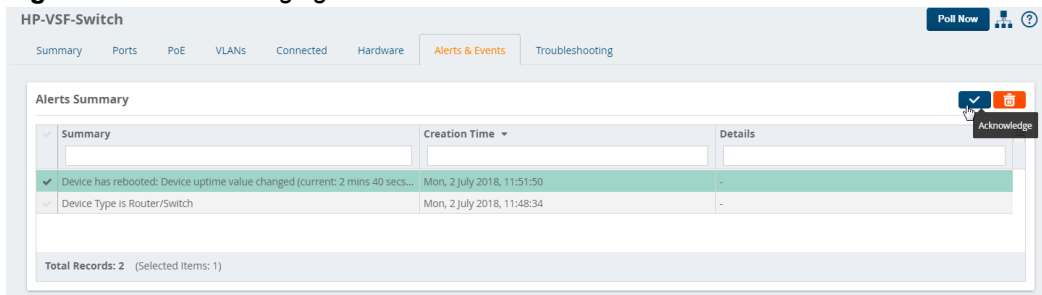 HP-VSF-Switch
Poll Now
Summary Ports PoE VLANs Connected Hardware Alerts & Events Troubleshooting
Alerts Summary
Acknowledge
Summary Creation Time Details
Device has rebooted: Device uptime value changed (current: 2 mins 40 secs... Mon, 2 July 2018, 11:51:50 -
Device Type is Router/Switch Mon, 2 July 2018, 11:48:34 -
Total Records: 2 (Selected Items: 1)